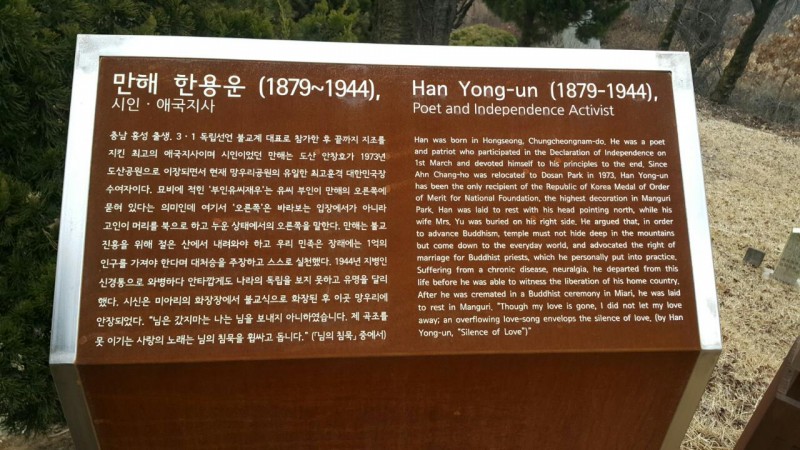 만해 한용운 (1879~1944),
시인 · 애국지사
충남 홍성 출생. 3 · 1 독립선언 불교계 대표로 참가한 후 끝까지 지조를
지킨 최고의 애국지사이며 시인이었던 만해는 도산 안창호가 1973년
도산공원으로 이장되면서 현재 망우리공원의 유일한 최고훈격 대한민국장
수여자이다. 묘비에 적힌 '부인유씨재우'는 유씨 부인이 만해의 오른쪽에
묻혀 있다는 의미인데 여기서 '오른쪽'은 바라보는 입장에서가 아니라
고인이 머리를 북으로 하고 누운 상태에서의 오른쪽을 말한다. 만해는 불교
진흥을 위해 절은 산에서 내려와야 하고 우리 민족은 장래에는 1억의
인구를 가져야 한다며 대처승을 주장하고 스스로 실천했다. 1944년 지병인
신경통으로 와병하다 안타깝게도 나라의 독립을 보지 못하고 유명을 달리
했다. 시신은 미아리의 화장장에서 불교식으로 화장된 후 이곳 망우리에
안장되었다. "님은 갔지마는 나는 님을 보내지 아니하였습니다. 제 곡조를
못 이기는 사랑의 노래는 님의 침묵을 휩싸고 돕니다." (「님의 침묵」 중에서)
Han Yong-un (1879-1944),
Poet and Independence Activist
Han was born in Hongseong, Chungcheongnam-do. He was a poet
and patriot who participated in the Declaration of Independence on
1st March and devoted himself to his principles to the end. Since
Ahn Chang-ho was relocated to Dosan Park in 1973, Han Yong-un
has been the only recipient of the Republic of Korea Medal of Order
of Merit for National Foundation, the highest decoration in Manguri
Park. Han was laid to rest with his head pointing north, while his
wife Mrs. Yu was buried on his right side. He argued that, in order
to advance Buddhism, temple must not hide deep in the mountains
but come down to the everyday world, and advocated the right of
marriage for Buddhist priests, which he personally put into practice.
Suffering from a chronic disease, neuralgia, he departed from this
life before he was able to witness the liberation of his home country.
After he was cremated in a Buddhist ceremony in Miari, he was laid
to rest in Manguri. "Though my love is gone, I did not let my love
away; an overflowing love-song envelops the silence of love. (by Han
Yong-un, "Silence of Love")"